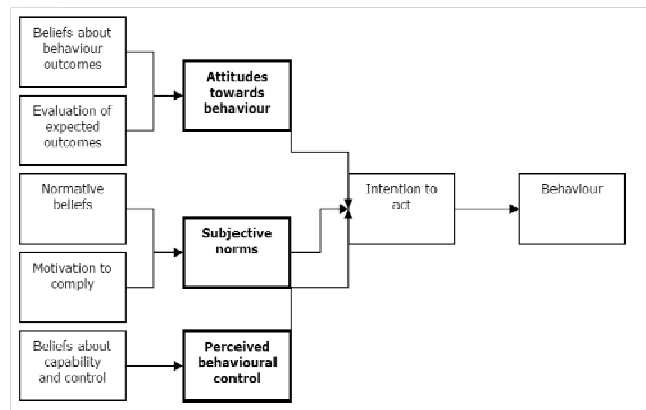 Beliefs about
behaviour
outcomes
Evaluation of
expected
outcomes
Attitudes
towards
behaviour
Normative
beliefs
Motivation to
comply
Subjective
norms
Beliefs about
capability
and control
Perceived
behavioural
control
Intention to
act
Behaviour